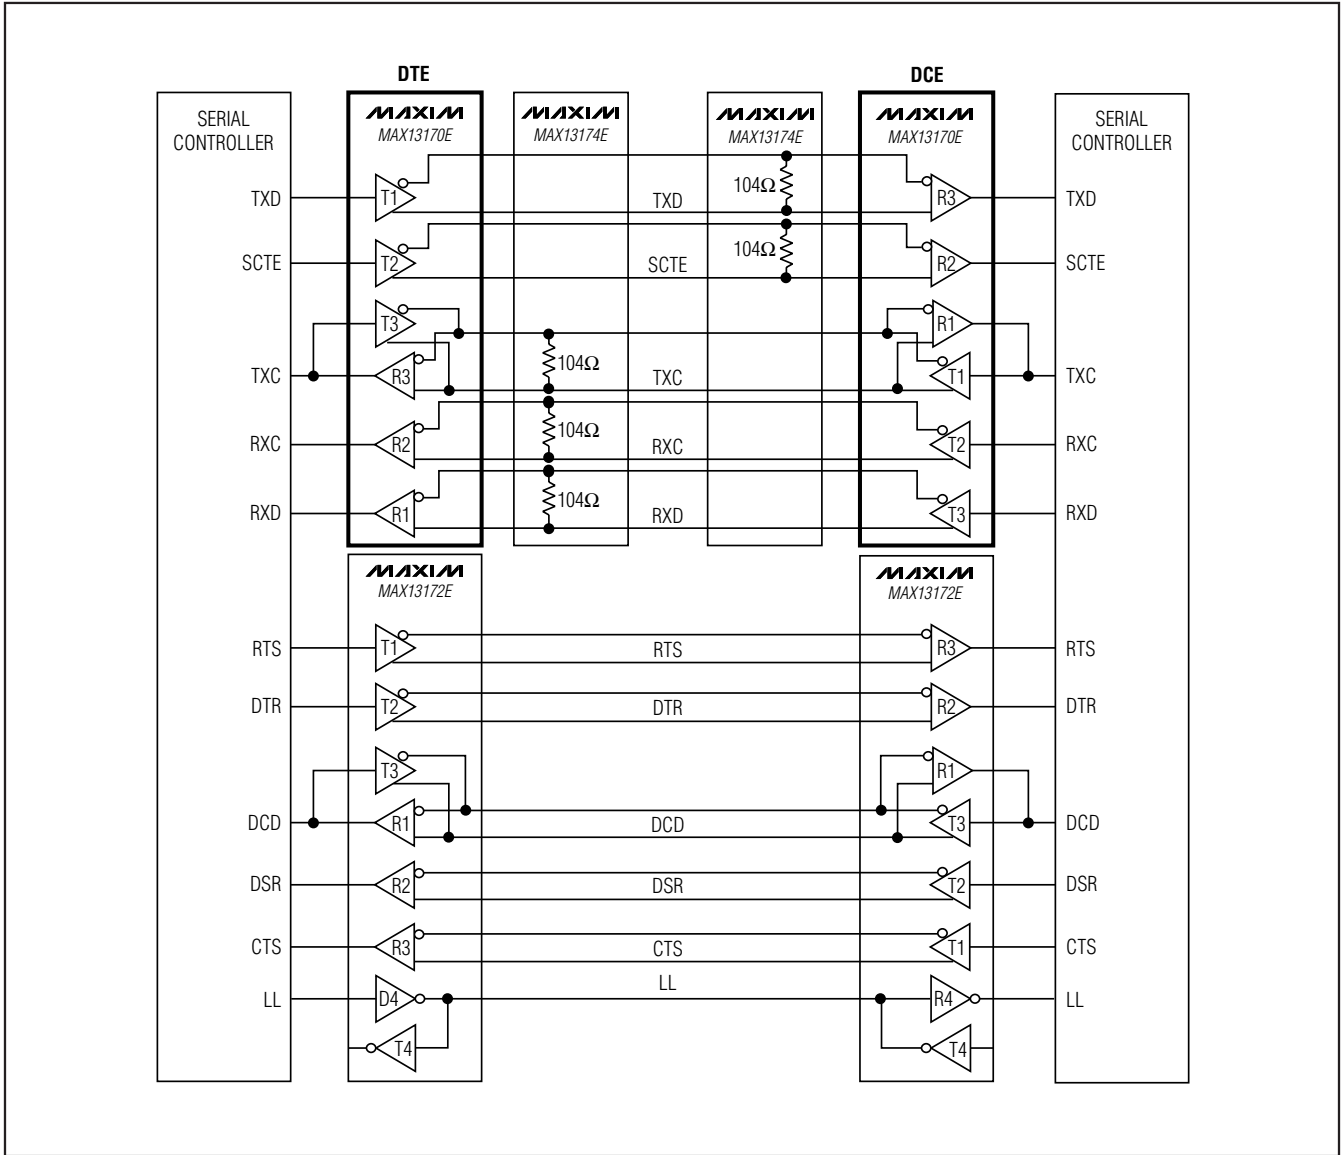 DTE
DCE
SERIAL
CONTROLLER
MAXIM
MAX13170E
MAXIM
MAX13174E
MAXIM
MAX13174E
MAXIM
MAX13170E
SERIAL
CONTROLLER
TXD
T1
TXD
104Ω
R3
TXD
SCTE
T2
SCTE
104Ω
R2
SCTE
T3
R1
TXC
R3
104Ω
TXC
T1
TXC
RXC
R2
104Ω
RXC
T2
RXC
RXD
R1
104Ω
RXD
T3
RXD
MAXIM
MAX13172E
MAXIM
MAX13172E
RTS
T1
RTS
R3
RTS
DTR
T2
DTR
R2
DTR
T3
R1
DCD
R1
DCD
T3
DCD
DSR
R2
DSR
T2
DSR
CTS
R3
CTS
T1
CTS
LL
D4
LL
R4
LL
T4
T4